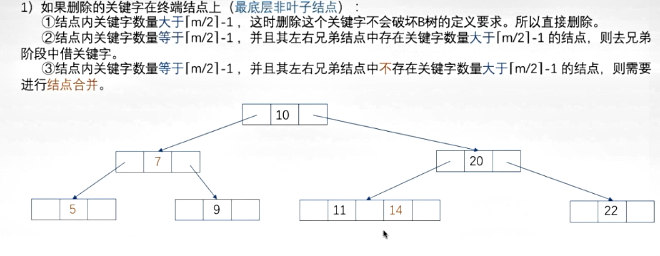 1）如果删除的关键字在终端结点上（最底层非叶子结点）：
①结点内关键字数量大于⌈m/2⌉-1，这时删除这个关键字不会破坏B树的定义要求。所以直接删除。
②结点内关键字数量等于⌈m/2⌉-1，并且其左右兄弟结点中存在关键字数量大于⌈m/2⌉-1的结点，则去兄弟
阶段中借关键字。
③结点内关键字数量等于⌈m/2⌉-1，并且其左右兄弟结点中不存在关键字数量大于⌈m/2⌉-1的结点，则需要
进行结点合并。
10
7 20
5 9 11 14 22